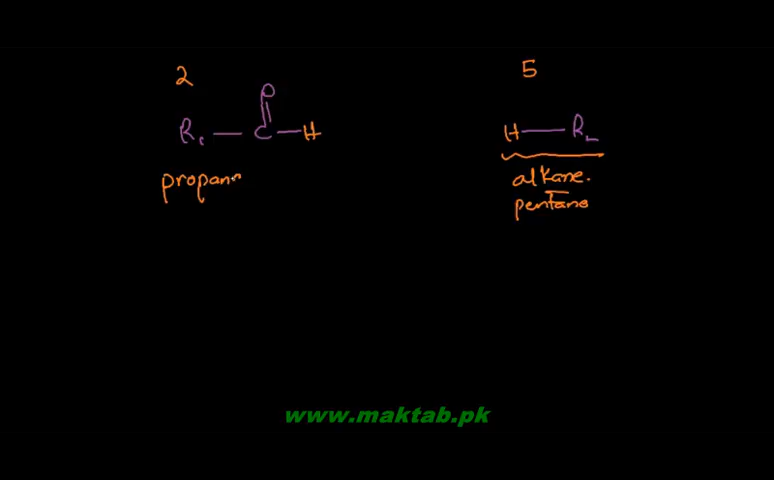 2
5
O
R₁ — C — H
H — R₂
propan
alkane.
pentane
www.maktab.pk